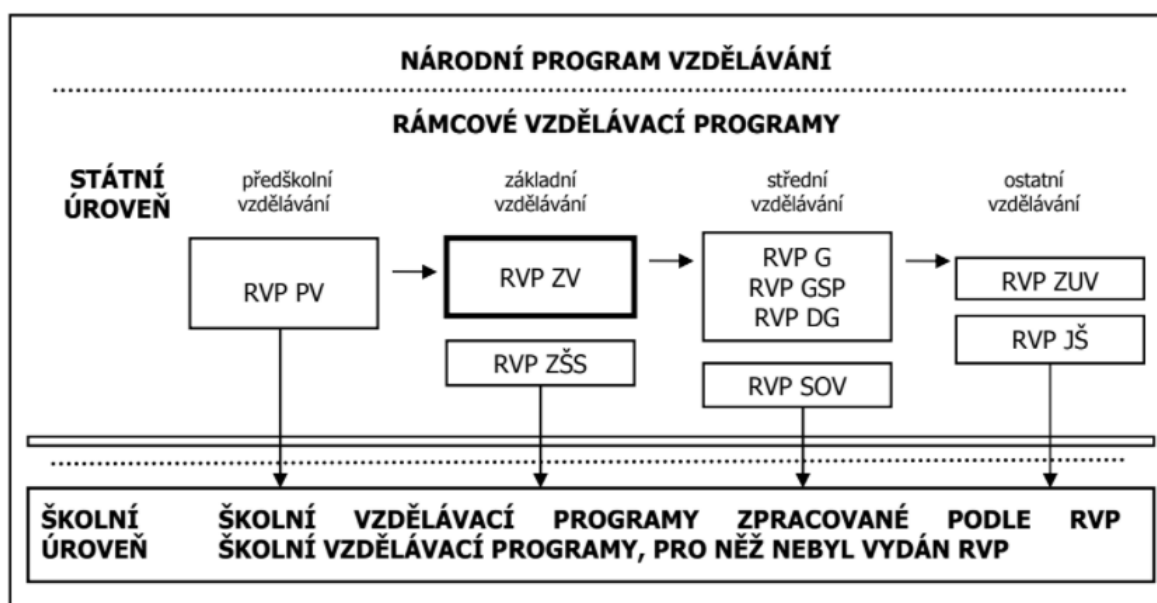 NÁRODNÍ PROGRAM VZDĚLÁVÁNÍ
RÁMCOVÉ VZDĚLÁVACÍ PROGRAMY
STÁTNÍ
ÚROVEŇ
předškolní
vzdělávání
základní
vzdělávání
střední
vzdělávání
ostatní
vzdělávání
RVP PV
RVP ZV
RVP ZŠS
RVP G
RVP GSP
RVP DG
RVP SOV
RVP ZUV
RVP JŠ
ŠKOLNÍ
ÚROVEŇ
ŠKOLNÍ VZDĚLÁVACÍ PROGRAMY ZPRACOVANÉ PODLE RVP
ŠKOLNÍ VZDĚLÁVACÍ PROGRAMY, PRO NĚŽ NEBYL VYDÁN RVP